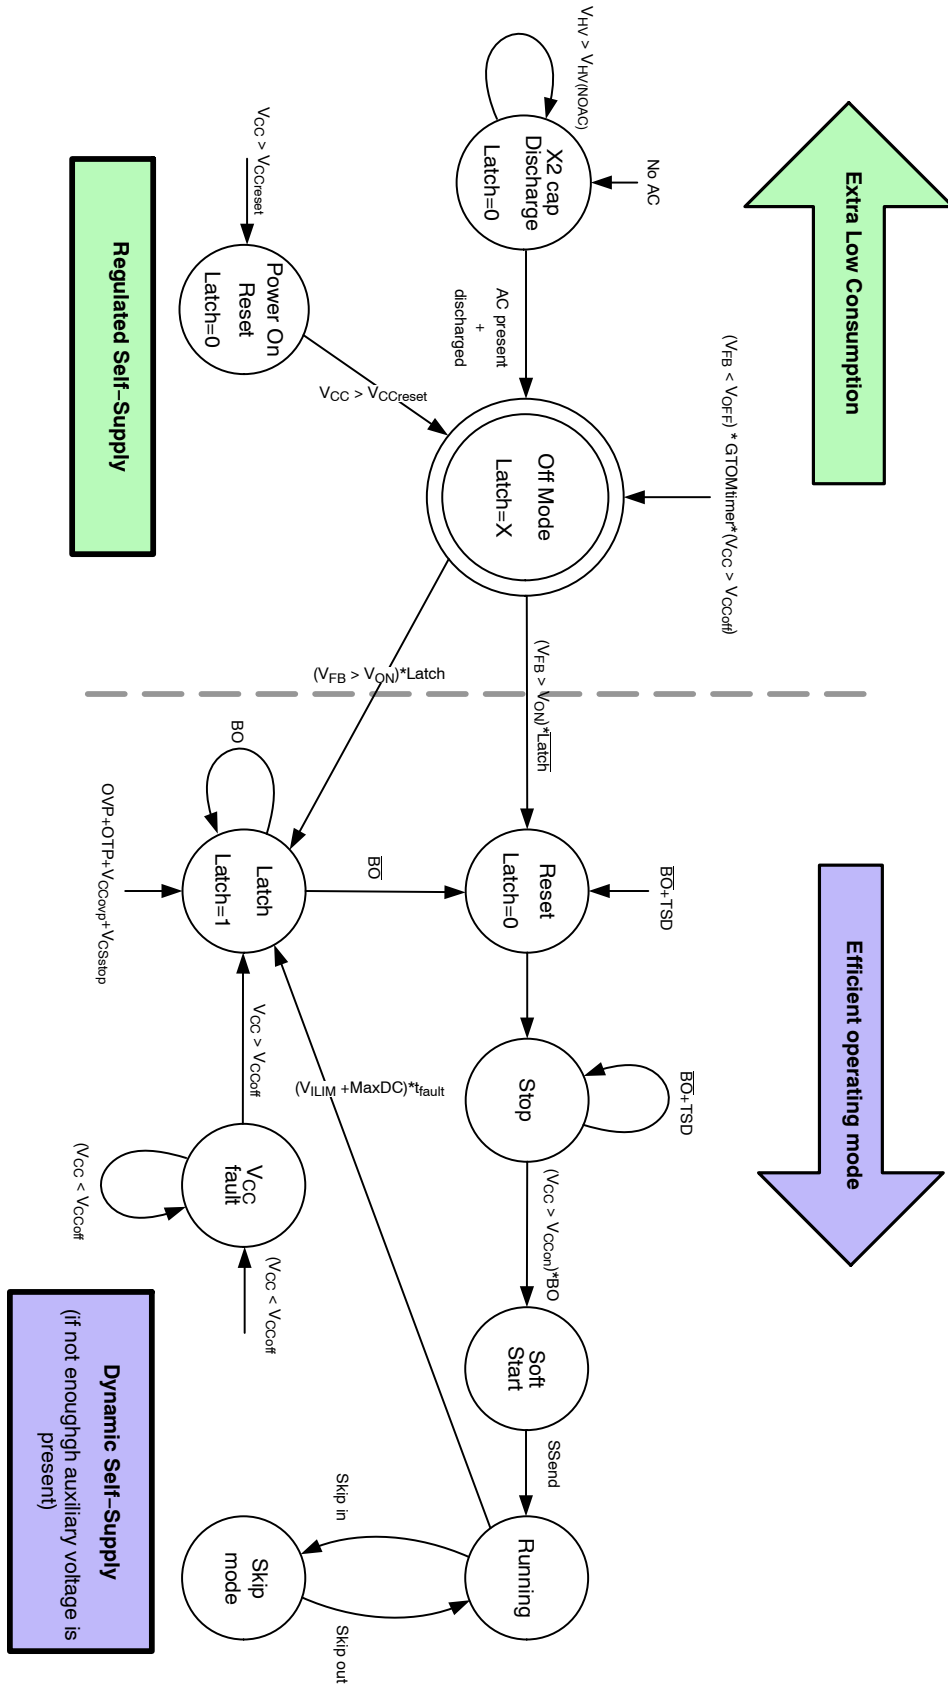 Extra Low Consumption
Efficient operating mode
(VFB < VOFF) * GTOMtimer*(VCC > VCCoff)
No AC
VHV > VHV(NOAC)
X2 cap
Discharge
Latch=0
AC present
+
discharged
Off Mode
Latch=X
(VFB > VON)*L̅a̅t̅c̅h̅
B̅O̅+TSD
Reset
Latch=0
B̅O̅+TSD
Stop
(VCC > VCCon)*BO
Soft
Start
SSend
Running
VCC > VCCreset
Power On
Reset
Latch=0
VCC > VCCreset
(VFB > VON)*Latch
BO
Latch
Latch=1
OVP+OTP+VCCovp+VCSstop
B̅O̅
VCC > VCCoff
(VILIM +MaxDC)*tfault
VCC
fault
(VCC < VCCoff
(VCC < VCCoff
Skip in
Skip out
Skip
mode
Regulated Self–Supply
Dynamic Self–Supply
(if not enoughgh auxiliary voltage is
present)